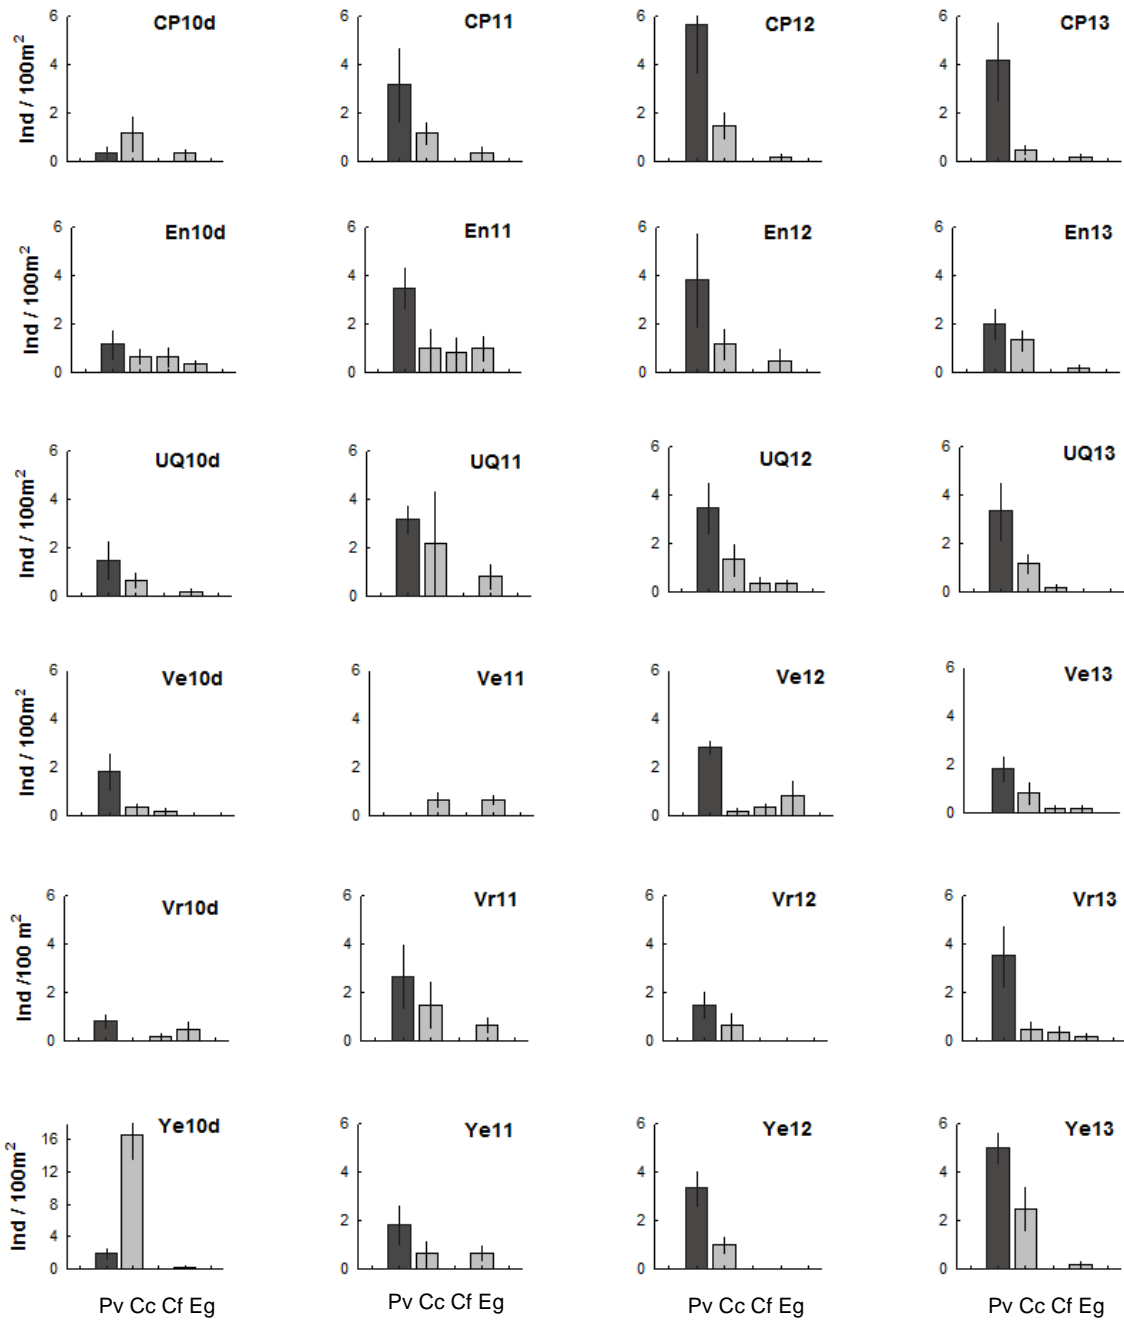 CP10d CP11 CP12 CP13
Ind / 100m²
6 4 2 0 6 4 2 0 6 4 2 0 6 4 2 0
En10d En11 En12 En13
Ind / 100m²
6 4 2 0 6 4 2 0 6 4 2 0 6 4 2 0
UQ10d UQ11 UQ12 UQ13
Ind / 100m²
6 4 2 0 6 4 2 0 6 4 2 0 6 4 2 0
Ve10d Ve11 Ve12 Ve13
Ind / 100m²
6 4 2 0 6 4 2 0 6 4 2 0 6 4 2 0
Vr10d Vr11 Vr12 Vr13
Ind /100 m²
6 4 2 0 6 4 2 0 6 4 2 0 6 4 2 0
Ye10d Ye11 Ye12 Ye13
Ind / 100m²
16 12 8 4 0 6 4 2 0 6 4 2 0 6 4 2 0
Pv Cc Cf Eg Pv Cc Cf Eg Pv Cc Cf Eg Pv Cc Cf Eg